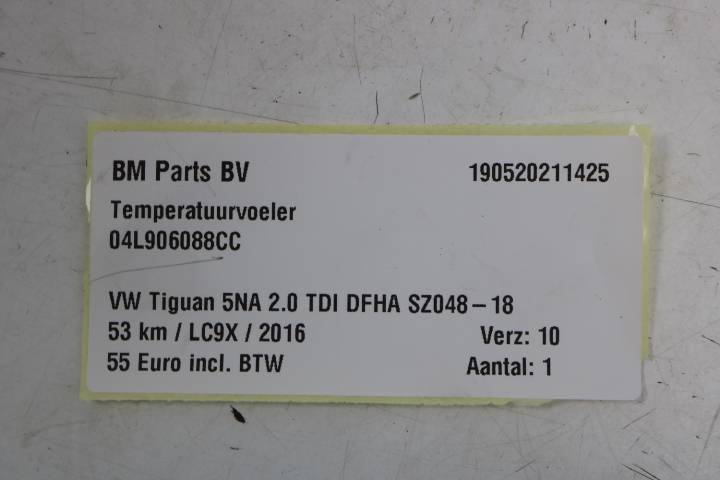 BM Parts BV 190520211425
Temperatuurvoeler
04L906088CC
VW Tiguan 5NA 2.0 TDI DFHA SZ048-18
53 km / LC9X / 2016 Verz: 10
55 Euro incl. BTW Aantal: 1